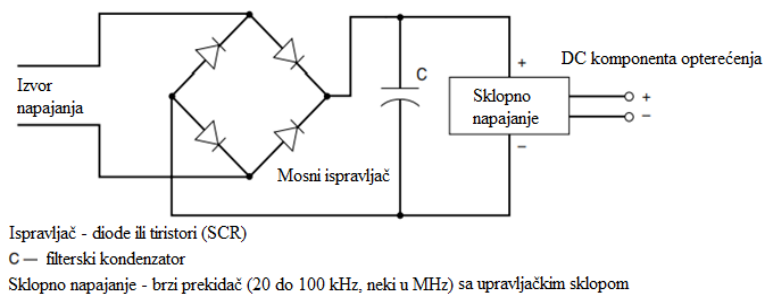 Izvor
napajanja
Mosni ispravljač
C
+
Sklopno
napajanje
−
DC komponenta opterećenja
+
−
Ispravljač - diode ili tiristori (SCR)
C — filterski kondenzator
Sklopno napajanje - brzi prekidač (20 do 100 kHz, neki u MHz) sa upravljačkim sklopom